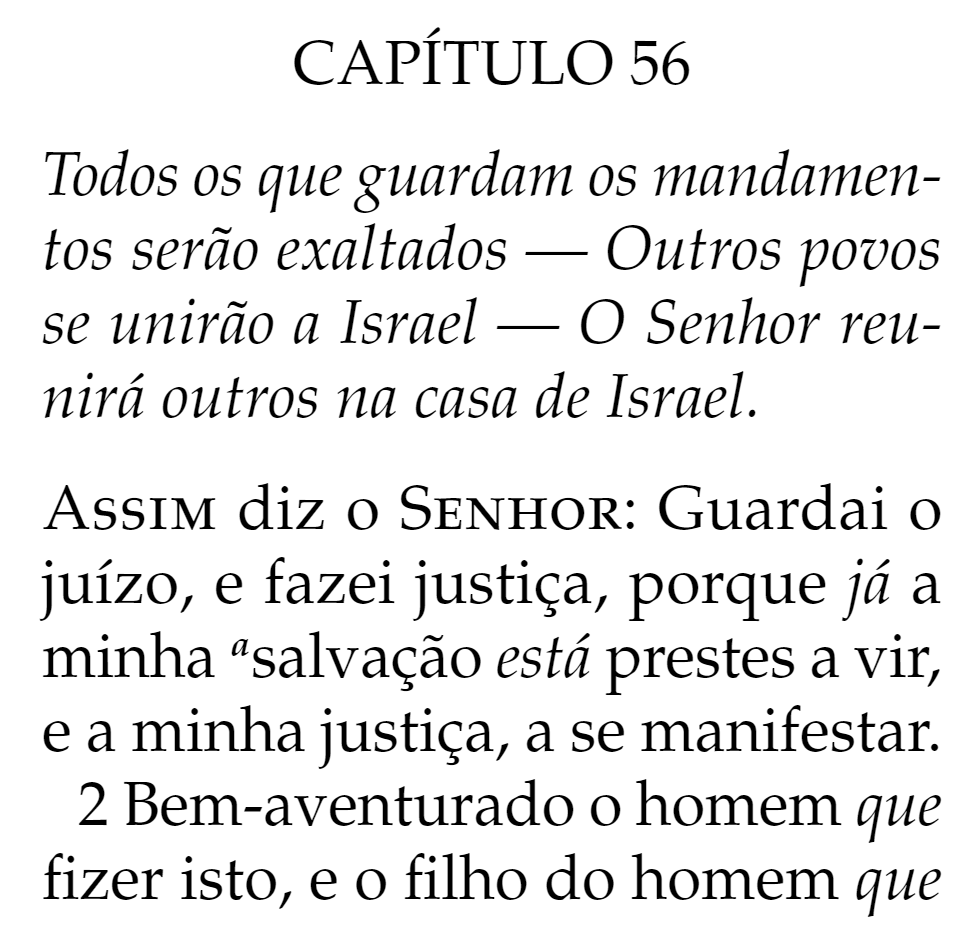 CAPÍTULO 56
Todos os que guardam os mandamen-
tos serão exaltados — Outros povos
se unirão a Israel — O Senhor reu-
nirá outros na casa de Israel.
Assim diz o Senhor: Guardai o
juízo, e fazei justiça, porque já a
minha ᵃsalvação está prestes a vir,
e a minha justiça, a se manifestar.
2 Bem-aventurado o homem que
fizer isto, e o filho do homem que